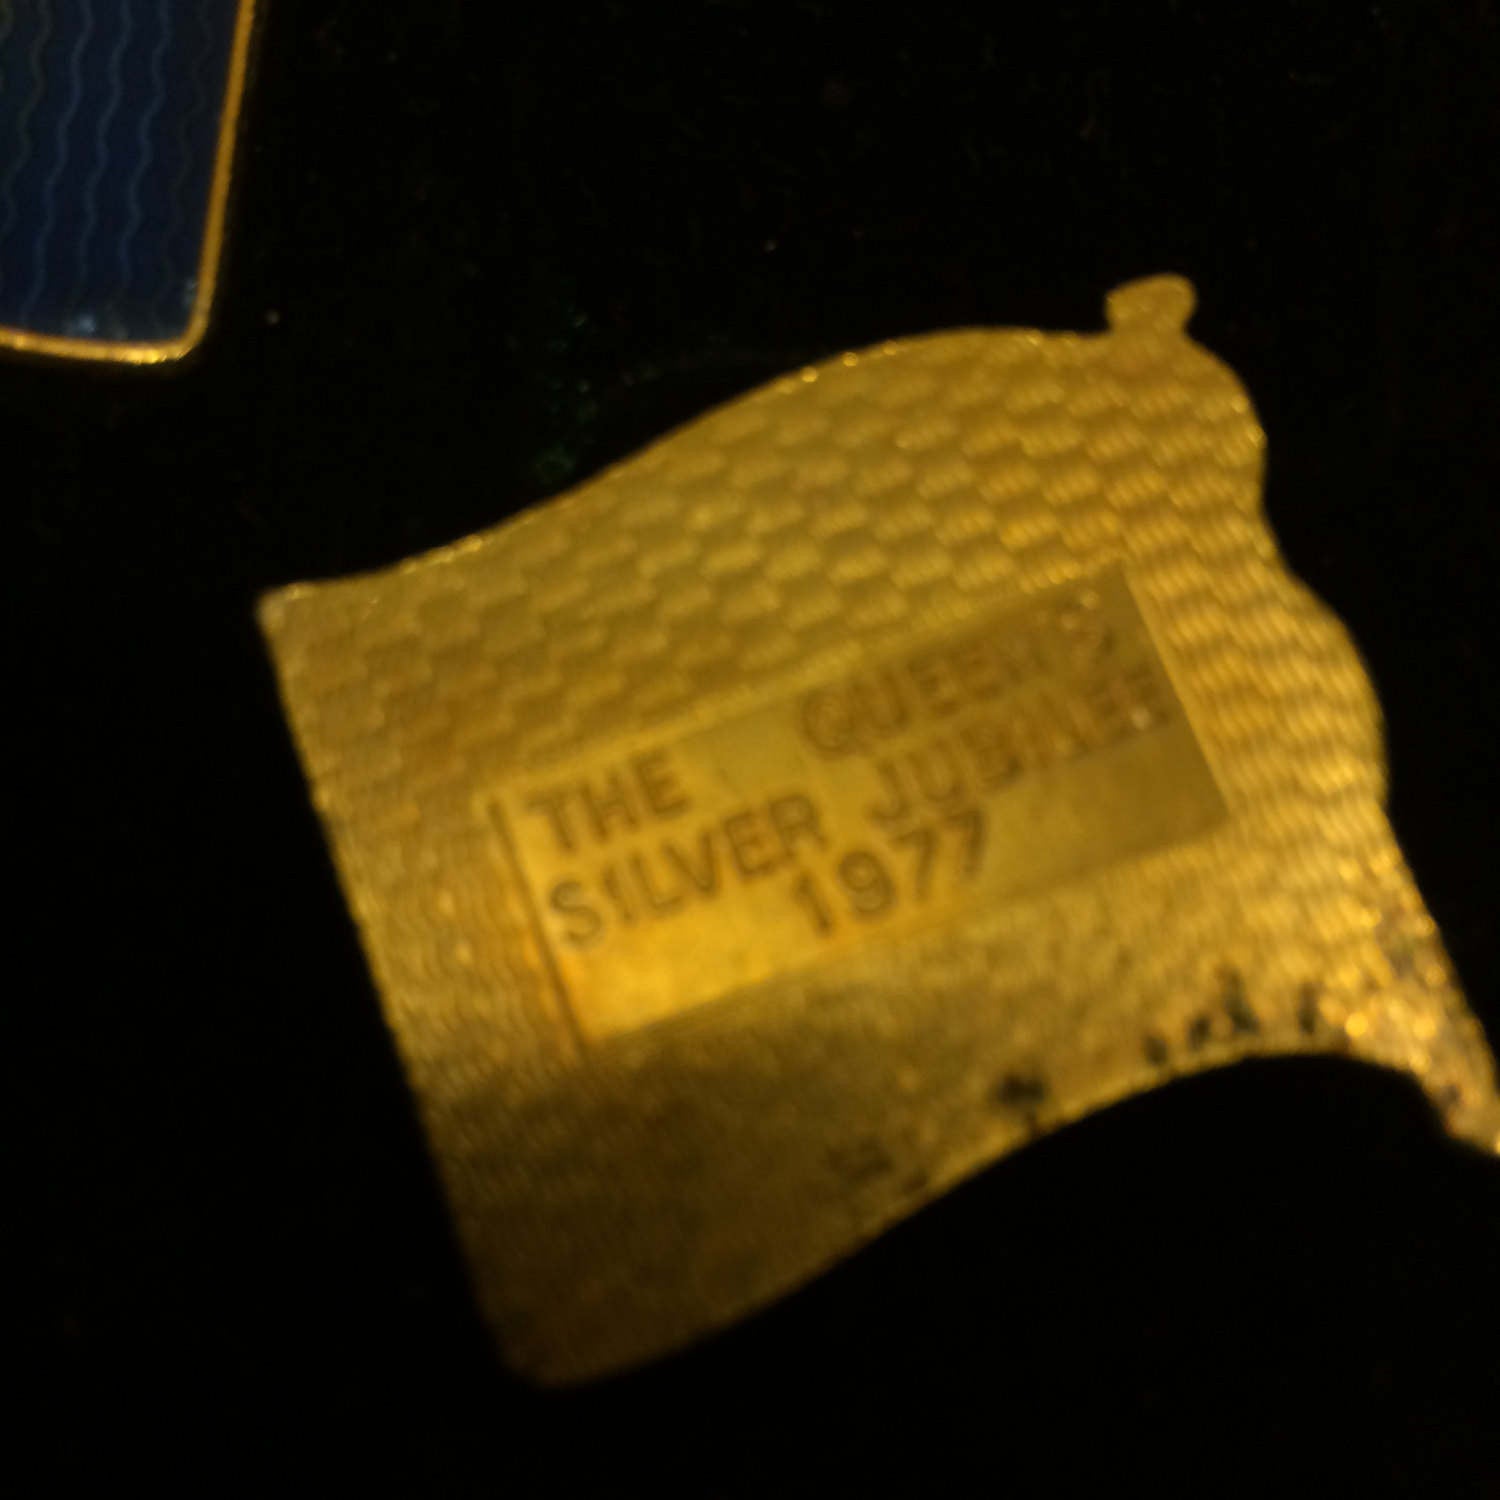 THE QUEEN'S
SILVER JUBILEE
1977